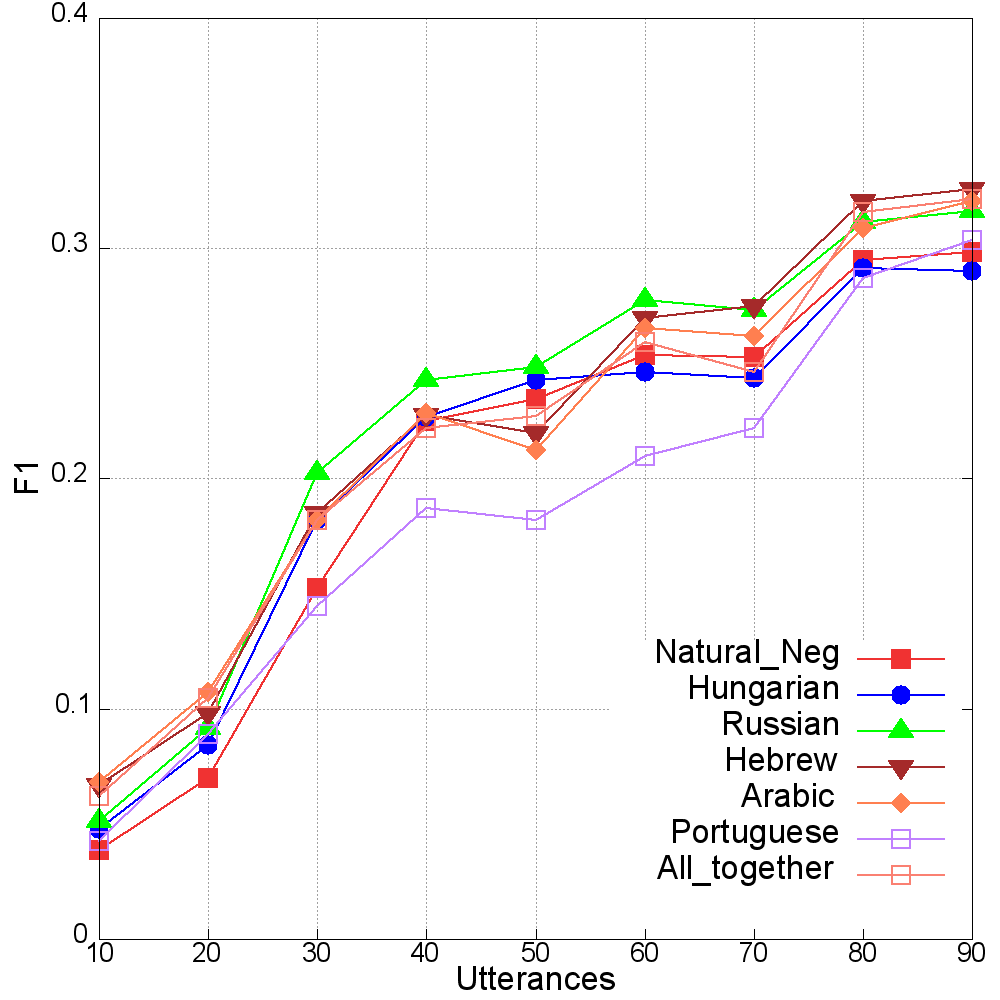 0.4
0.3
0.2
0.1
0
F1
10 20 30 40 50 60 70 80 90
Utterances
Natural_Neg
Hungarian
Russian
Hebrew
Arabic
Portuguese
All_together